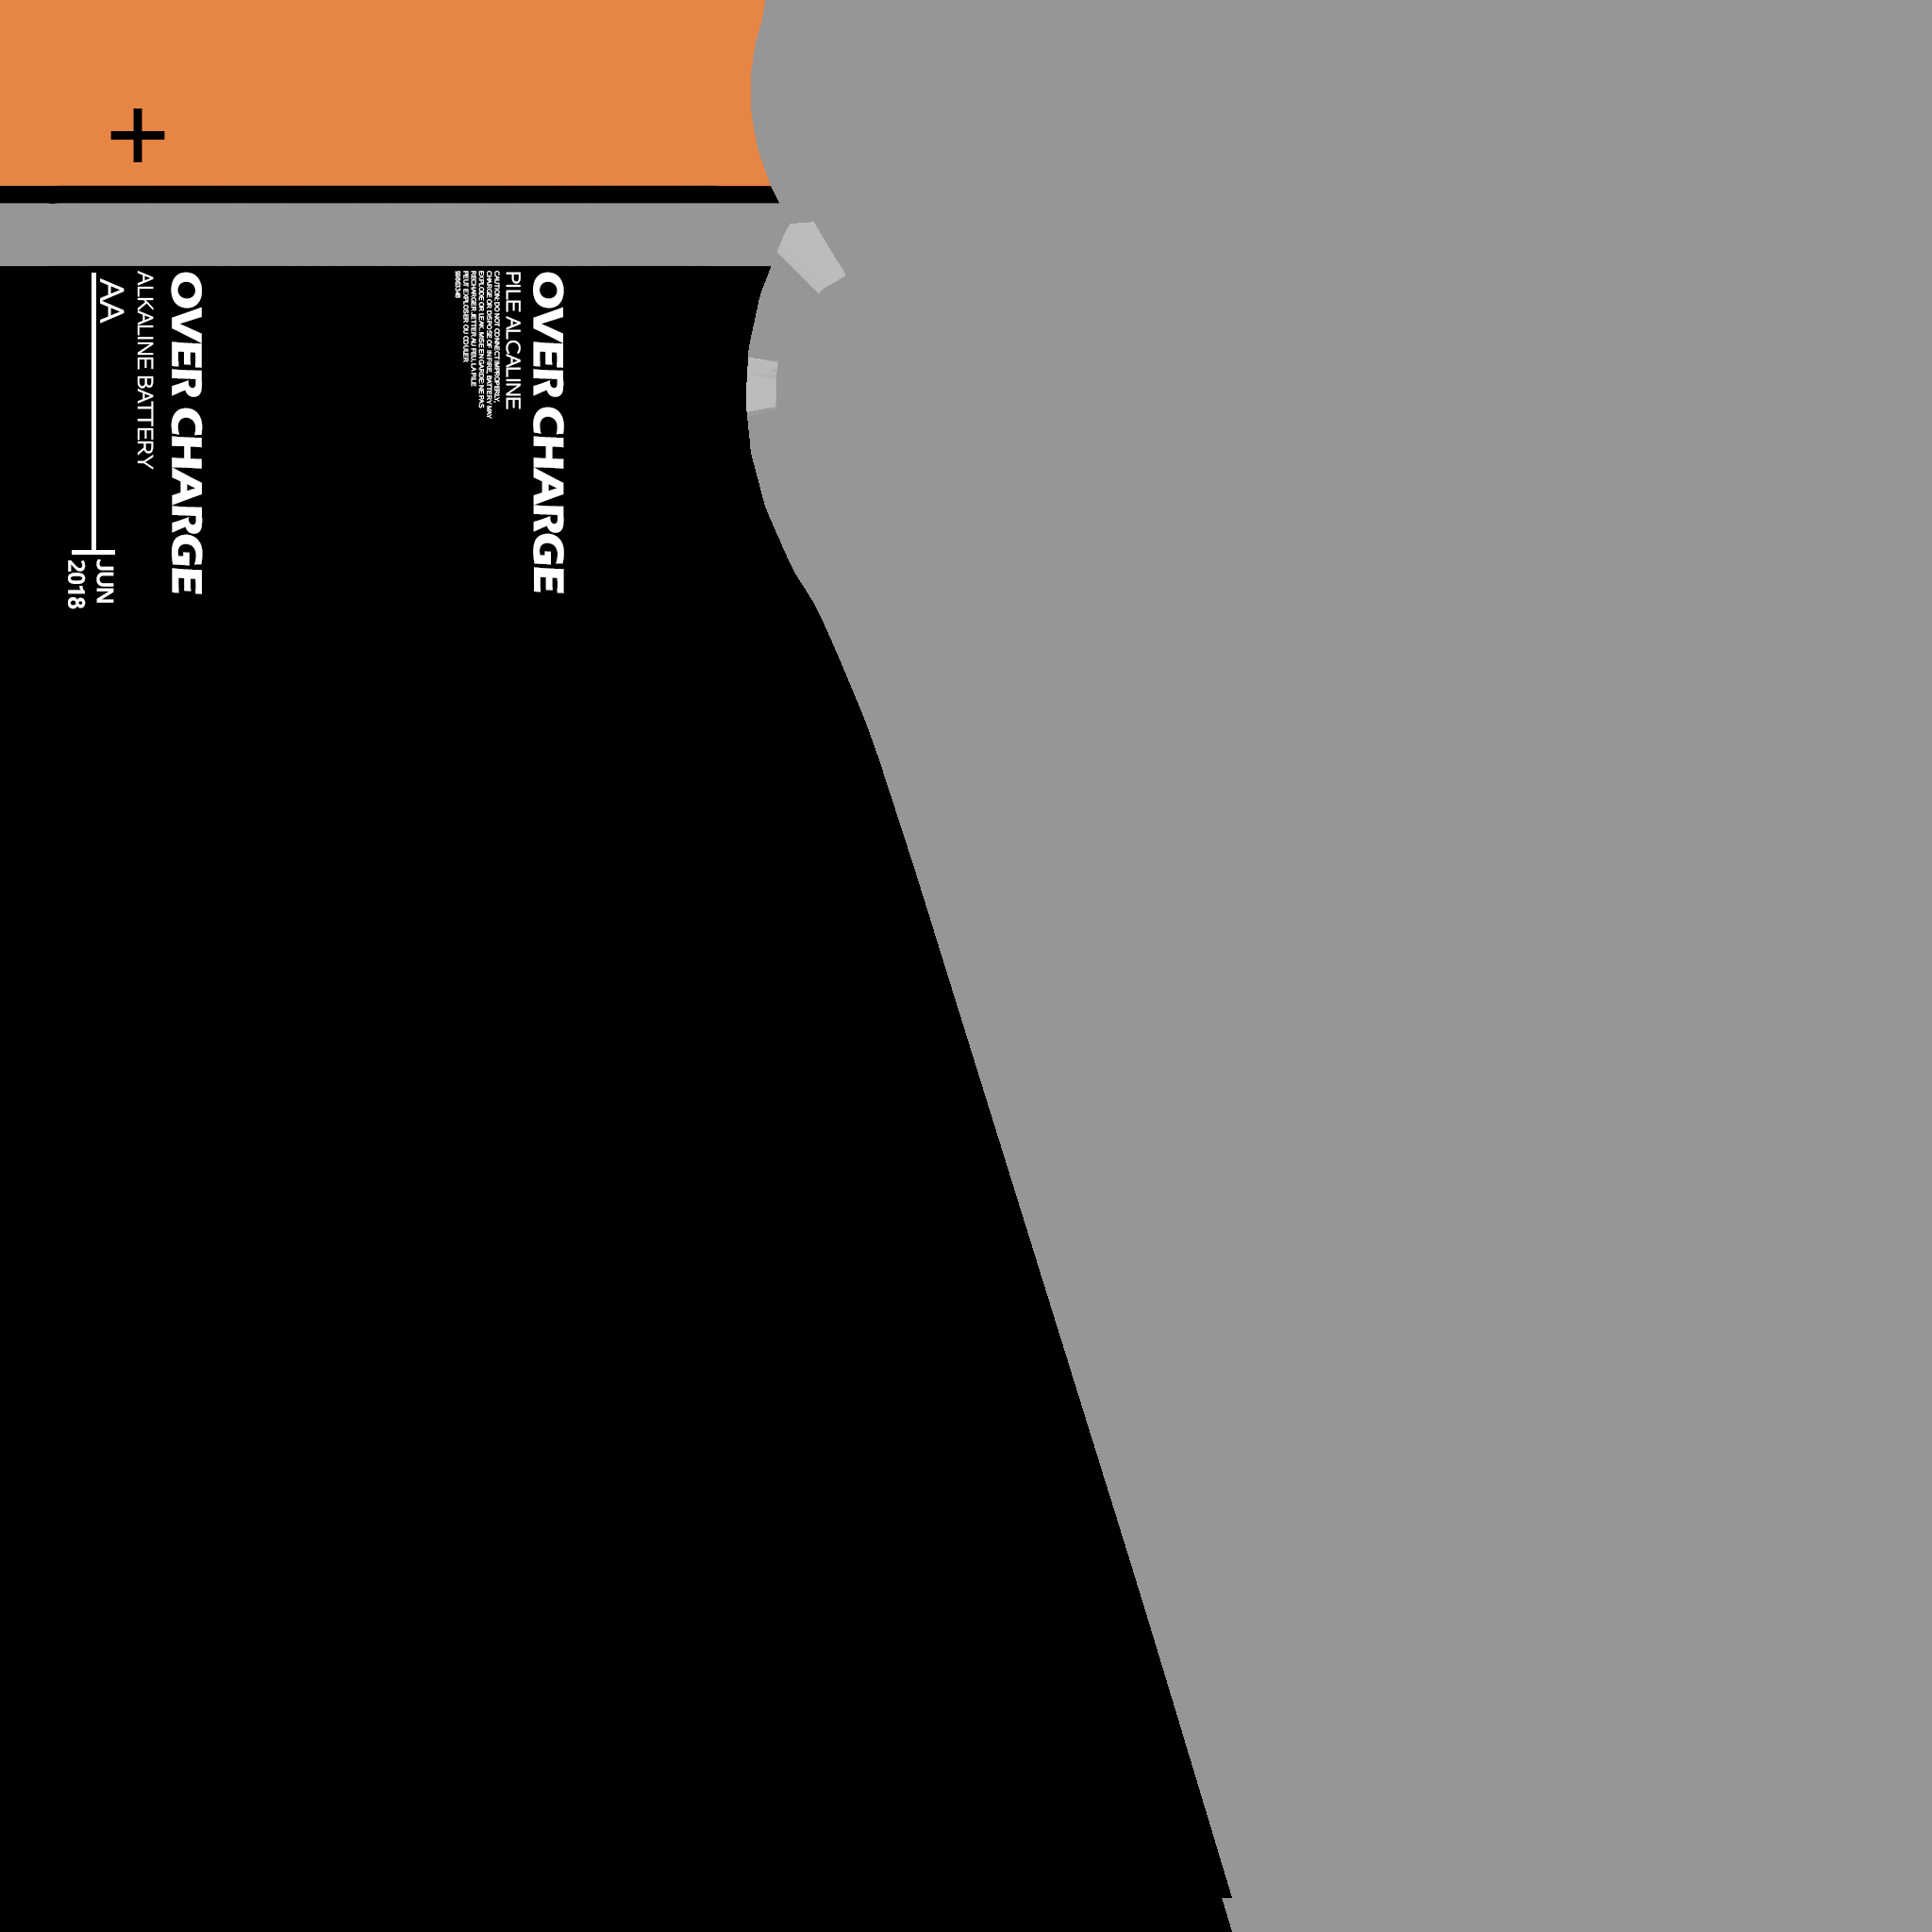 +
OVER CHARGE
ALKALINE BATTERY
AA
JUN
2018
OVER CHARGE
PILE ALCALINE
CAUTION: DO NOT CONNECT IMPROPERLY,
CHARGE OR DISPOSE OF IN FIRE. BATTERY MAY
EXPLODE OR LEAK. MISE EN GARDE: NE PAS
RECHARGER JETTER AU FEU, LA PILE
PEUT EXPLOSER OU COULER